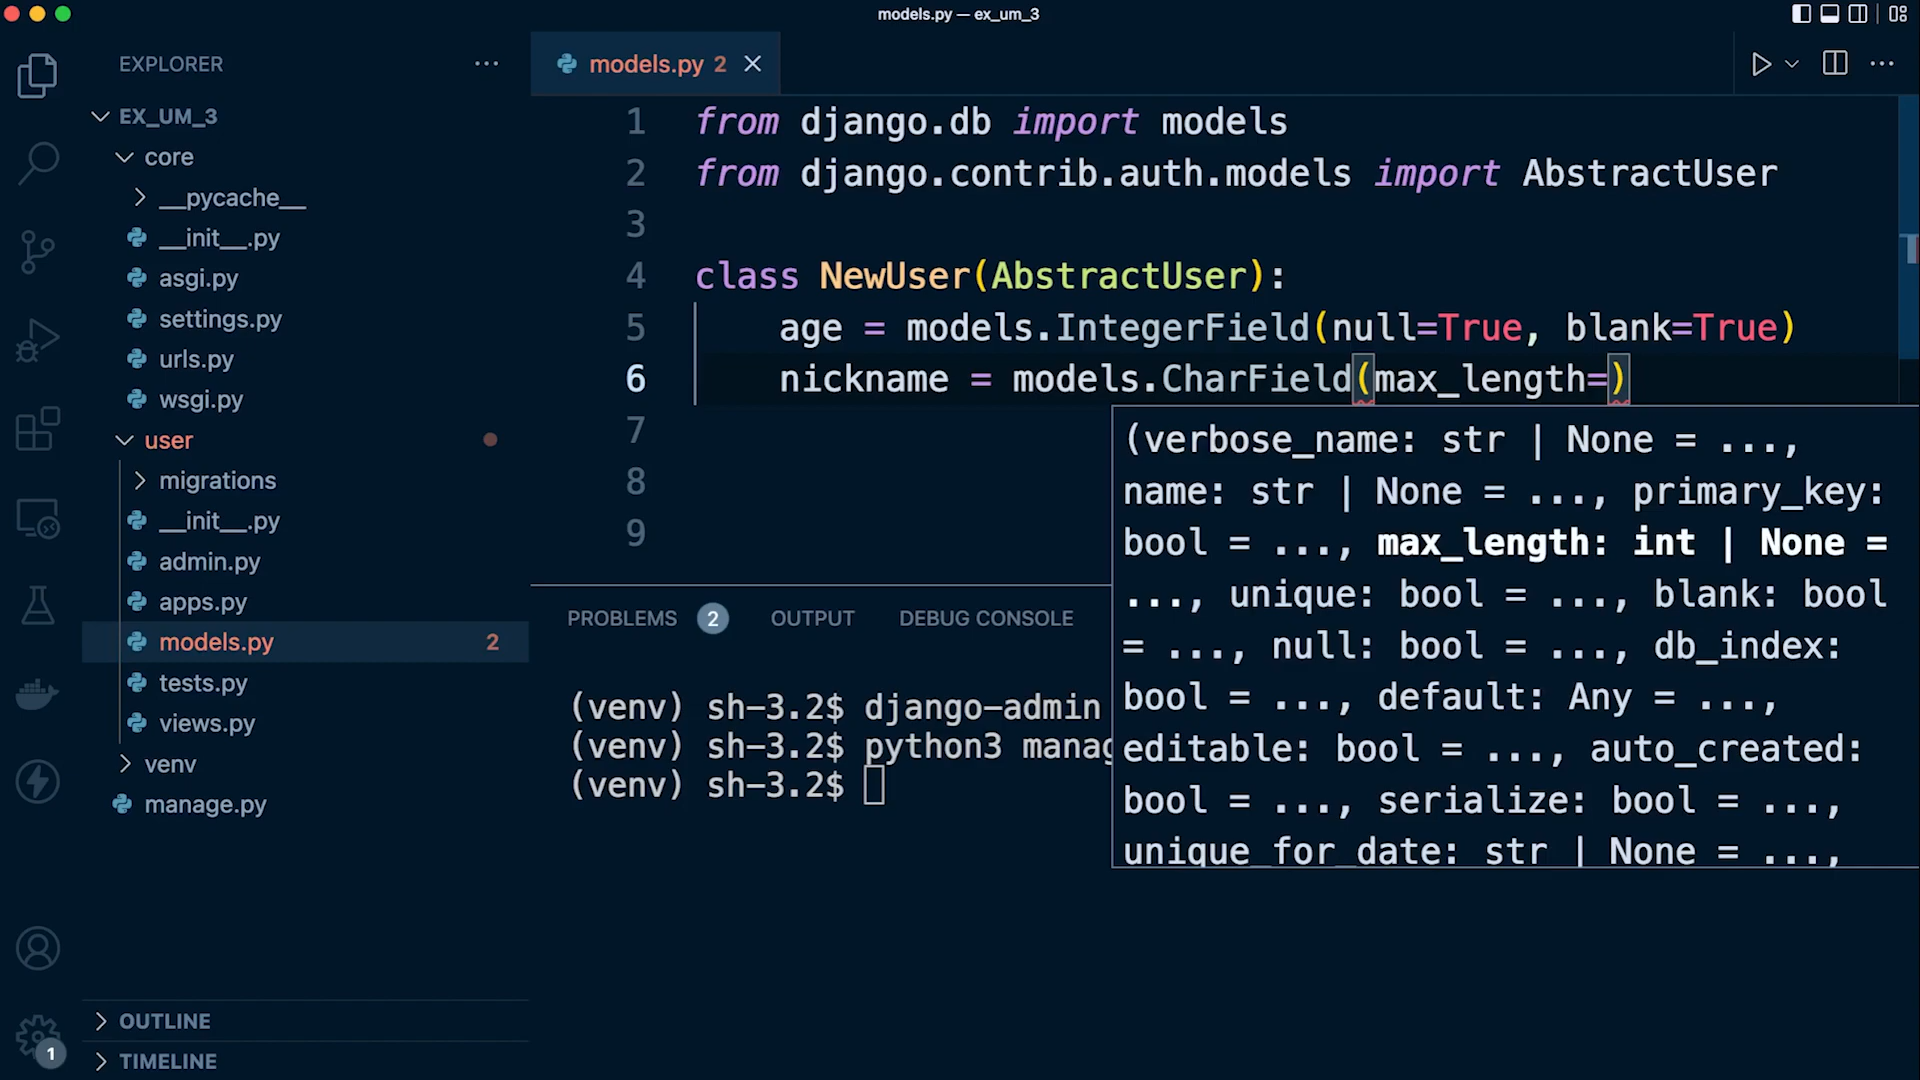 models.py — ex_um_3
EXPLORER
EX_UM_3
core
__pycache__
__init__.py
asgi.py
settings.py
urls.py
wsgi.py
user
migrations
__init__.py
admin.py
apps.py
models.py 2
tests.py
views.py
venv
manage.py
OUTLINE
TIMELINE
1
models.py 2
1 from django.db import models
2 from django.contrib.auth.models import AbstractUser
3
4 class NewUser(AbstractUser):
5 age = models.IntegerField(null=True, blank=True)
6 nickname = models.CharField(max_length=)
7
8
9
(verbose_name: str | None = ...,
name: str | None = ..., primary_key:
bool = ..., max_length: int | None =
..., unique: bool = ..., blank: bool
= ..., null: bool = ..., db_index:
bool = ..., default: Any = ...,
editable: bool = ..., auto_created:
bool = ..., serialize: bool = ...,
unique_for_date: str | None = ...,
PROBLEMS 2 OUTPUT DEBUG CONSOLE
(venv) sh-3.2$ django-admin
(venv) sh-3.2$ python3 manag
(venv) sh-3.2$